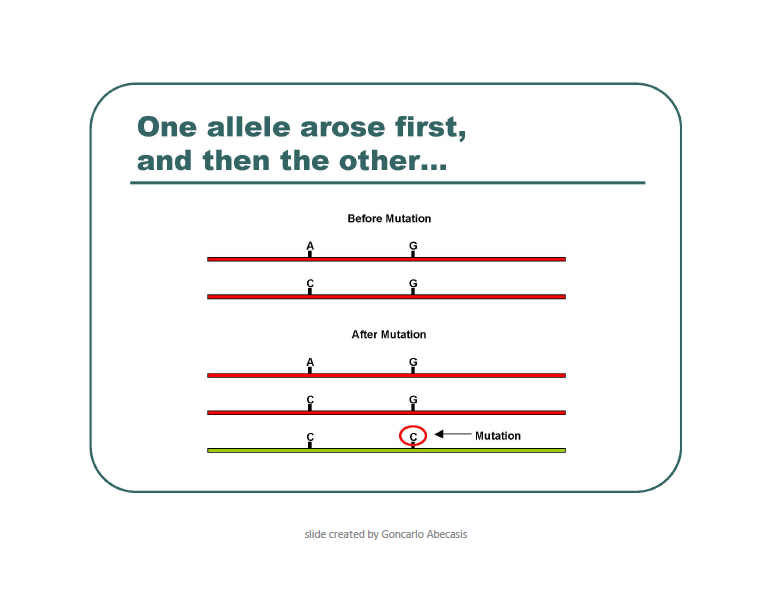 One allele arose first,
and then the other...
Before Mutation
A G
C G
After Mutation
A G
C G
C C Mutation
slide created by Goncarlo Abecasis